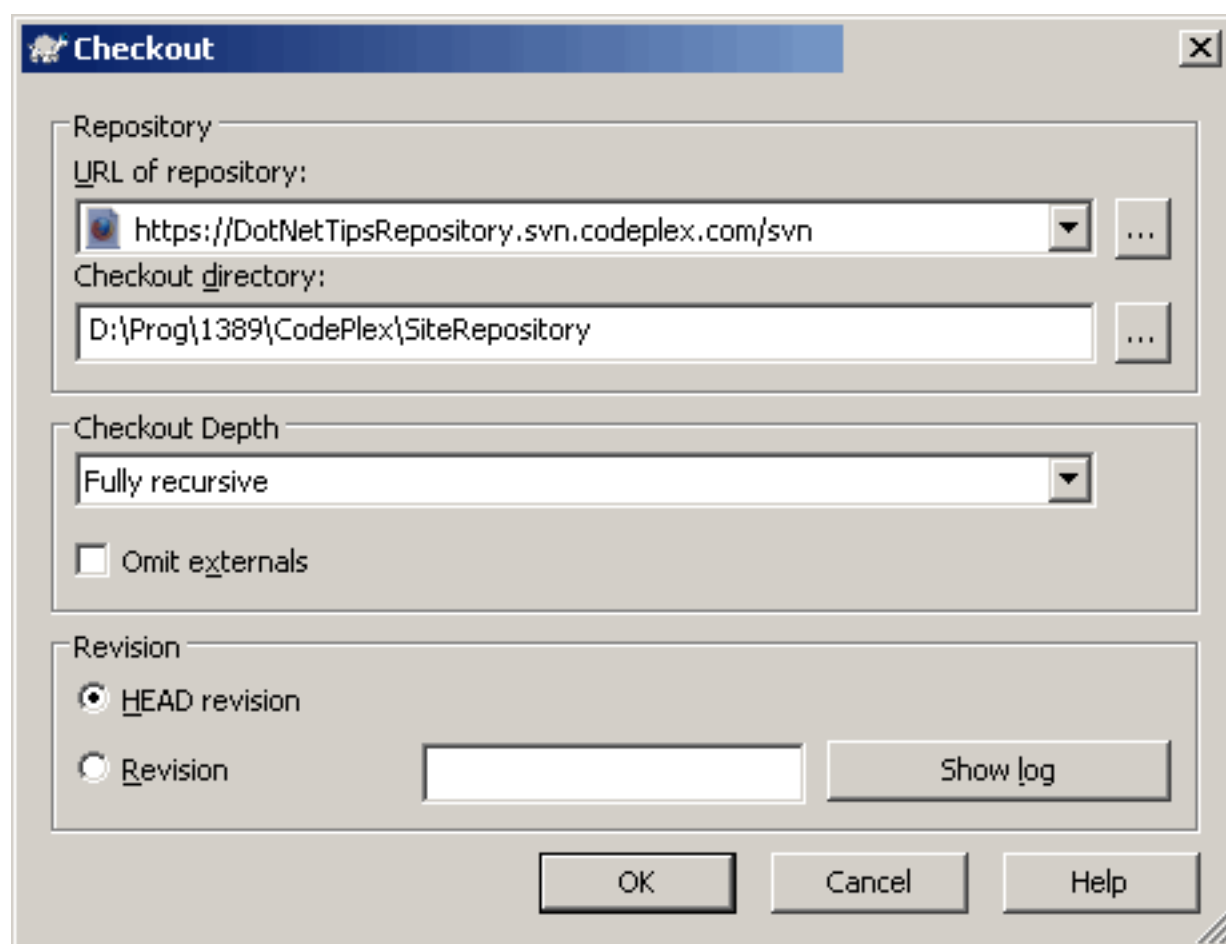 Checkout
Repository
URL of repository:
https://DotNetTipsRepository.svn.codeplex.com/svn
...
Checkout directory:
D:\Prog\1389\CodePlex\SiteRepository
...
Checkout Depth
Fully recursive
Omit externals
Revision
HEAD revision
Revision
Show log
OK Cancel Help